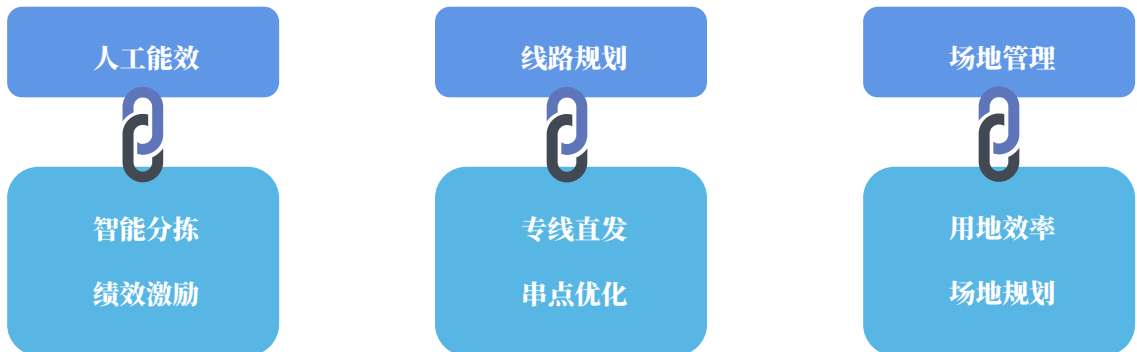 人工能效
线路规划
场地管理
智能分拣
绩效激励
专线直发
串点优化
用地效率
场地规划